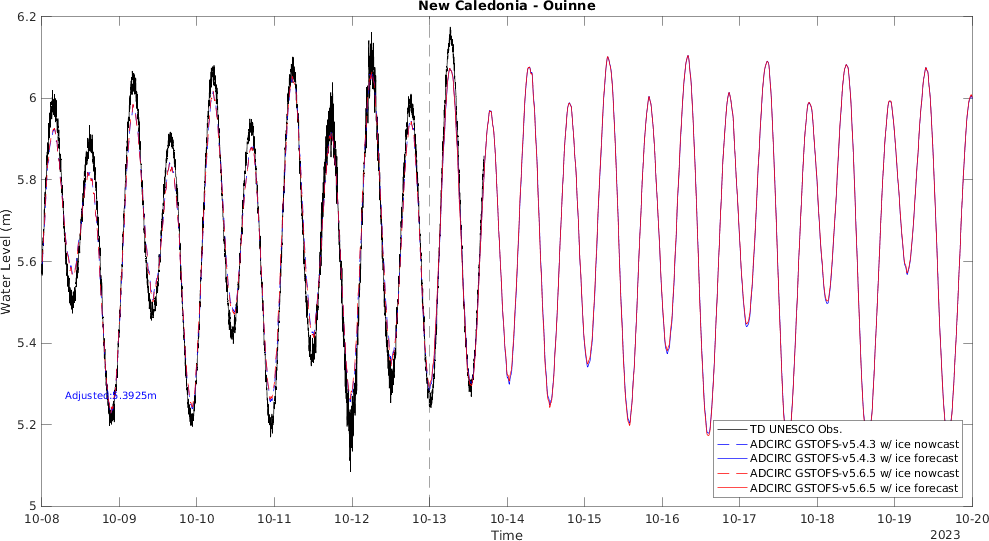 New Caledonia - Ouinne
6.2
6
5.8
5.6
5.4
5.2
5
Water Level (m)
Adjusted:5.3925m
TD UNESCO Obs.
ADCIRC GSTOFS-v5.4.3 w/ ice nowcast
ADCIRC GSTOFS-v5.4.3 w/ ice forecast
ADCIRC GSTOFS-v5.6.5 w/ ice nowcast
ADCIRC GSTOFS-v5.6.5 w/ ice forecast
10-08 10-09 10-10 10-11 10-12 10-13 10-14 10-15 10-16 10-17 10-18 10-19 10-20
Time
2023